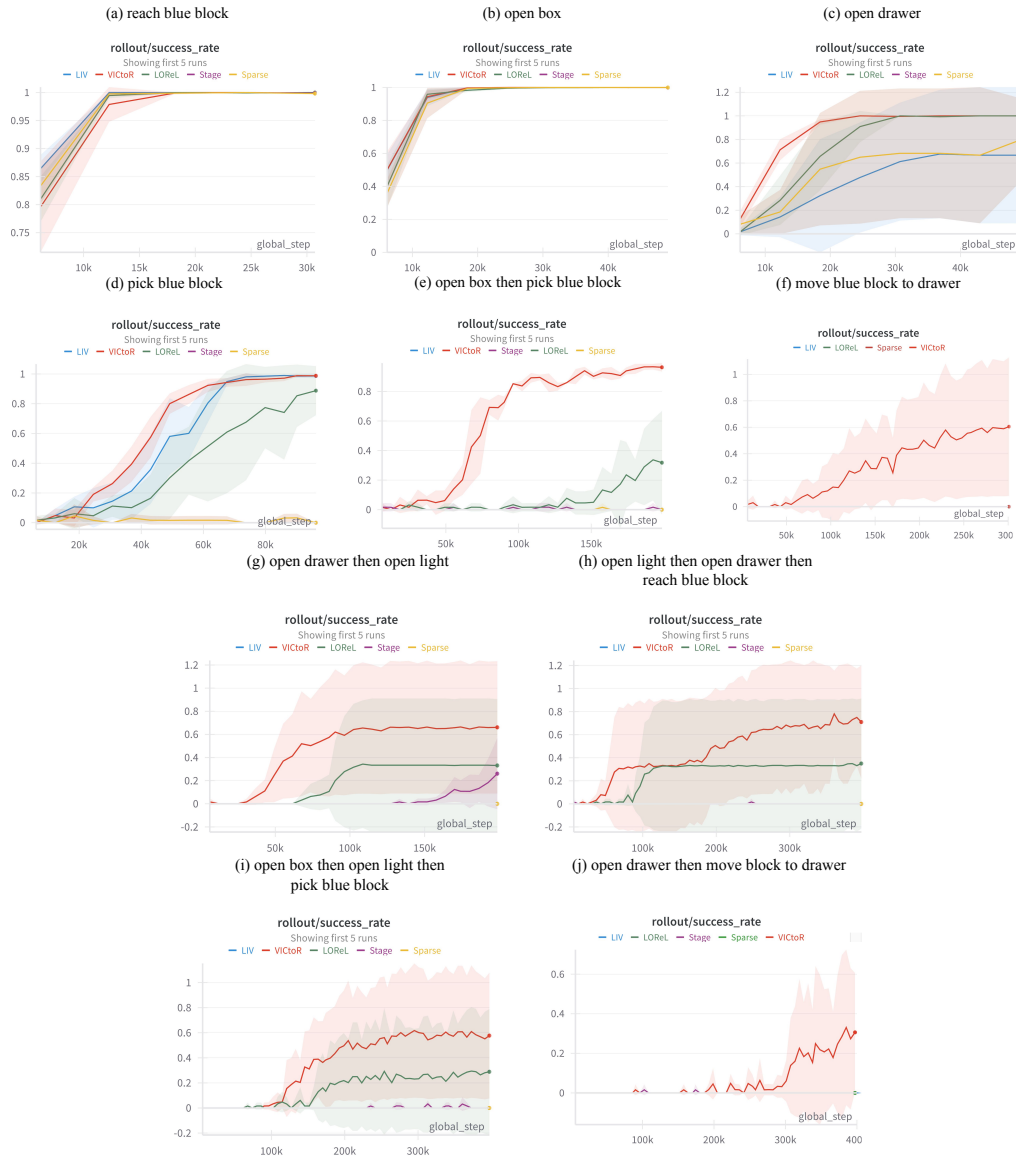 (a) reach blue block
(b) open box
(c) open drawer
rollout/success_rate
Showing first 5 runs
LIV VICtoR LOReL Stage Sparse
1
0.95
0.9
0.85
0.8
0.75
global_step
10k 15k 20k 25k 30k
rollout/success_rate
Showing first 5 runs
LIV VICtoR LOReL Stage Sparse
1
0.8
0.6
0.4
0.2
0
global_step
10k 20k 30k 40k
rollout/success_rate
Showing first 5 runs
LIV VICtoR LOReL Stage Sparse
1.2
1
0.8
0.6
0.4
0.2
0
global_step
10k 20k 30k 40k
(d) pick blue block
(e) open box then pick blue block
(f) move blue block to drawer
rollout/success_rate
Showing first 5 runs
LIV VICtoR LOReL Stage Sparse
1
0.8
0.6
0.4
0.2
0
global_step
20k 40k 60k 80k
rollout/success_rate
Showing first 5 runs
LIV VICtoR Stage LOReL Sparse
0.8
0.6
0.4
0.2
0
global_step
50k 100k 150k
rollout/success_rate
LIV LOReL Sparse VICtoR
1
0.8
0.6
0.4
0.2
0
global_step
50k 100k 150k 200k 250k 300
(g) open drawer then open light
(h) open light then open drawer then
reach blue block
rollout/success_rate
Showing first 5 runs
LIV VICtoR LOReL Stage Sparse
1.2
1
0.8
0.6
0.4
0.2
0
-0.2
global_step
50k 100k 150k
rollout/success_rate
Showing first 5 runs
LIV VICtoR LOReL Stage Sparse
1.2
1
0.8
0.6
0.4
0.2
0
-0.2
global_step
100k 200k 300k
(i) open box then open light then
pick blue block
(j) open drawer then move block to drawer
rollout/success_rate
Showing first 5 runs
LIV VICtoR LOReL Stage Sparse
1
0.8
0.6
0.4
0.2
0
-0.2
global_step
100k 200k 300k
rollout/success_rate
LIV LOReL Stage Sparse VICtoR
0.6
0.4
0.2
0
global_step
100k 200k 300k 400